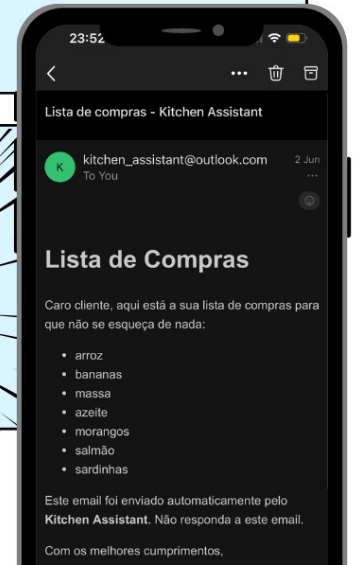 23:52
Lista de compras - Kitchen Assistant
K
kitchen_assistant@outlook.com 2 Jun
To You
Lista de Compras
Caro cliente, aqui está a sua lista de compras para
que não se esqueça de nada:
• arroz
• bananas
• massa
• azeite
• morangos
• salmão
• sardinhas
Este email foi enviado automaticamente pelo
Kitchen Assistant. Não responda a este email.
Com os melhores cumprimentos,